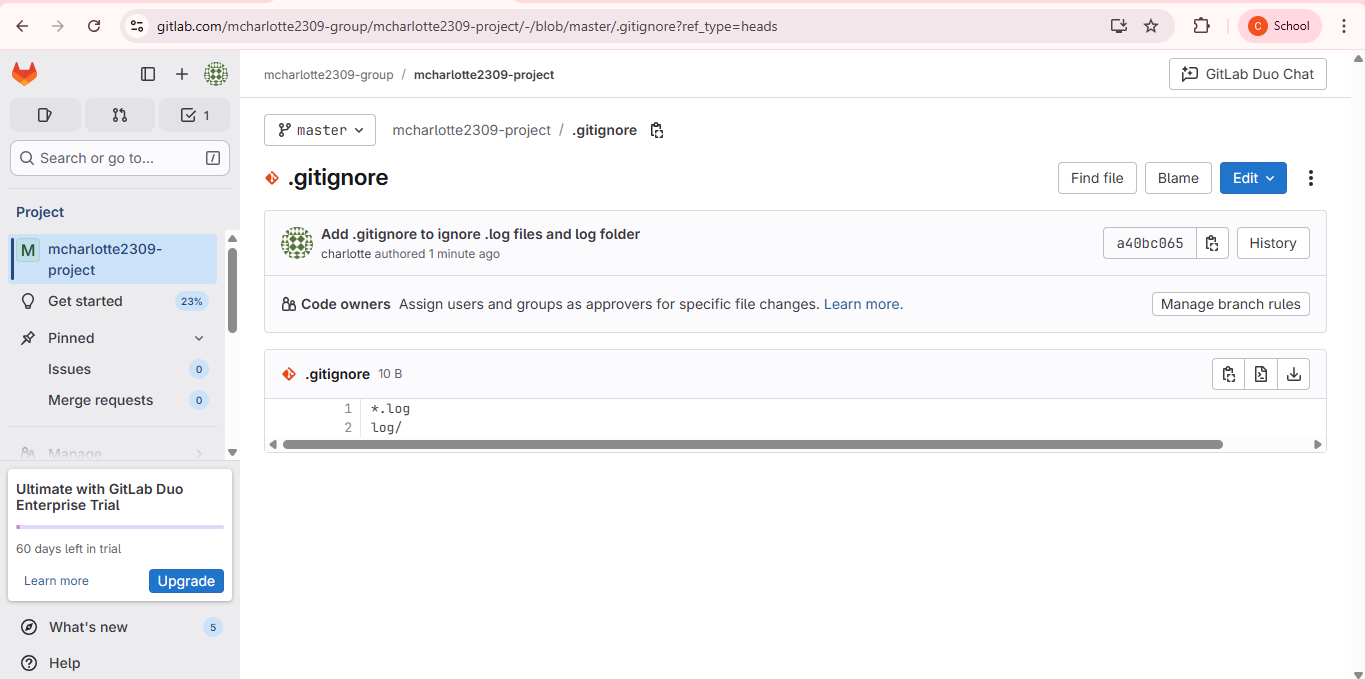 gitlab.com/mcharlotte2309-group/mcharlotte2309-project/-/blob/master/.gitignore?ref_type=heads
C School
mcharlotte2309-group / mcharlotte2309-project
GitLab Duo Chat
1
Search or go to... /
master
mcharlotte2309-project / .gitignore
.gitignore
Find file
Blame
Edit
Project
M mcharlotte2309-
project
Get started 23%
Pinned
Issues 0
Merge requests 0
Manage
Add .gitignore to ignore .log files and log folder
charlotte authored 1 minute ago
a40bc065
History
Code owners Assign users and groups as approvers for specific file changes. Learn more.
Manage branch rules
.gitignore 10 B
1 *.log
2 log/
Ultimate with GitLab Duo
Enterprise Trial
60 days left in trial
Learn more
Upgrade
What's new 5
Help